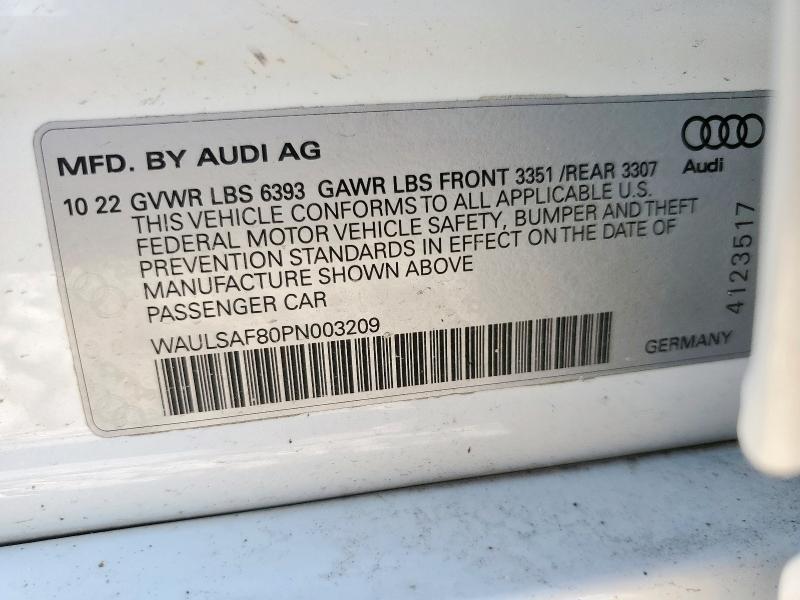 MFD. BY AUDI AG
Audi
10 22 GVWR LBS 6393 GAWR LBS FRONT 3351 /REAR 3307
THIS VEHICLE CONFORMS TO ALL APPLICABLE U.S.
FEDERAL MOTOR VEHICLE SAFETY, BUMPER AND THEFT
PREVENTION STANDARDS IN EFFECT ON THE DATE OF
MANUFACTURE SHOWN ABOVE
PASSENGER CAR
WAULSAF80PN003209
GERMANY
4123517